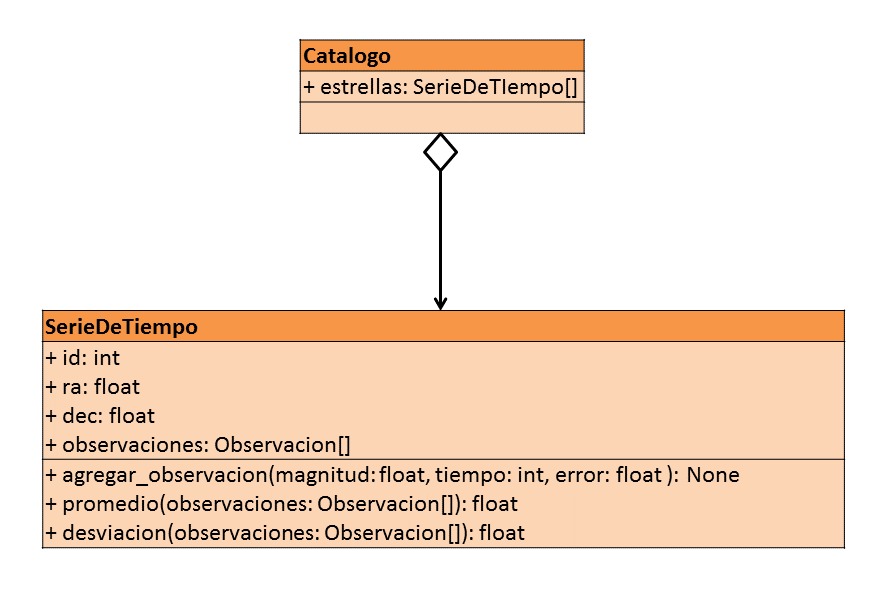 Catalogo
+ estrellas: SerieDeTIempo[]
SerieDeTiempo
+ id: int
+ ra: float
+ dec: float
+ observaciones: Observacion[]
+ agregar_observacion(magnitud: float, tiempo: int, error: float ): None
+ promedio(observaciones: Observacion[]): float
+ desviacion(observaciones: Observacion[]): float